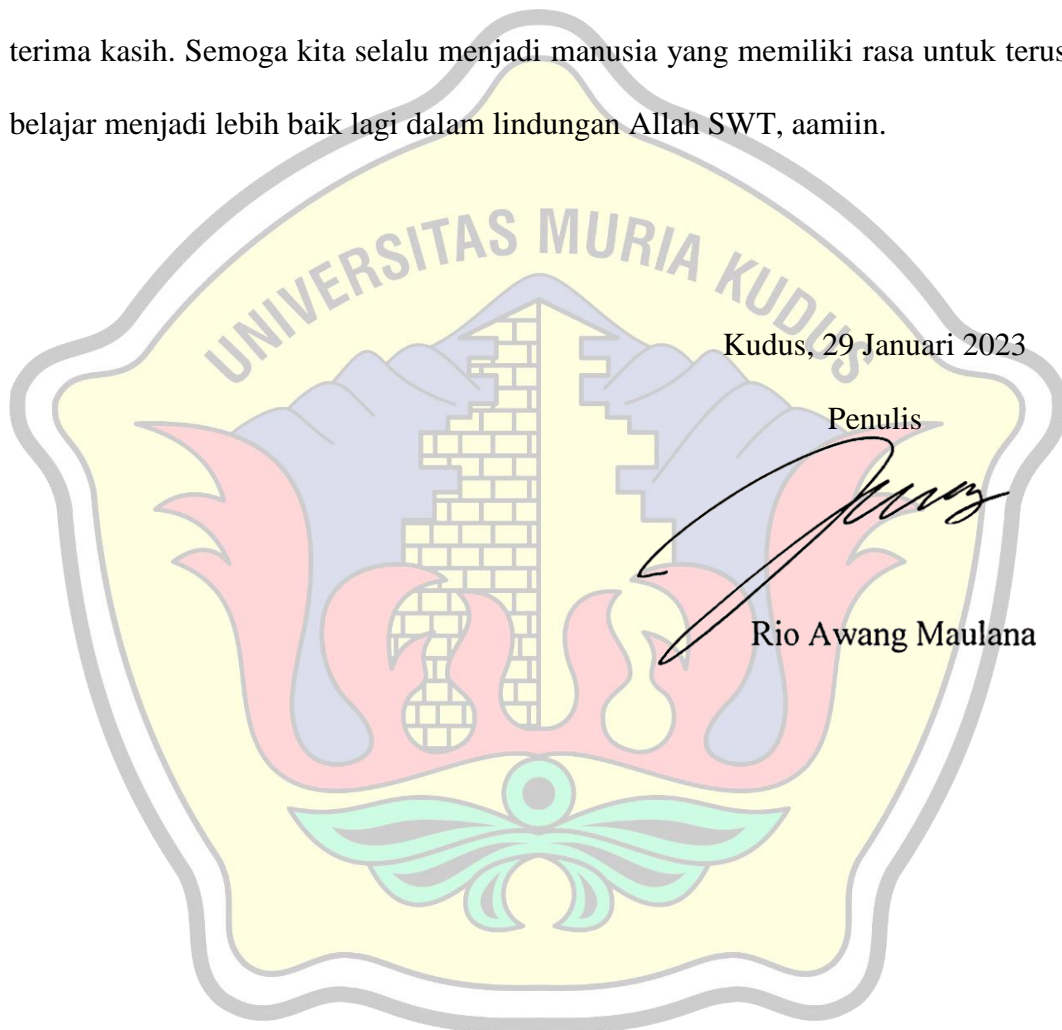 terima kasih. Semoga kita selalu menjadi manusia yang memiliki rasa untuk terus
belajar menjadi lebih baik lagi dalam lindungan Allah SWT, aamiin.
UNIVERSITAS MURIA KUDUS
Kudus, 29 Januari 2023
Penulis
Rio Awang Maulana